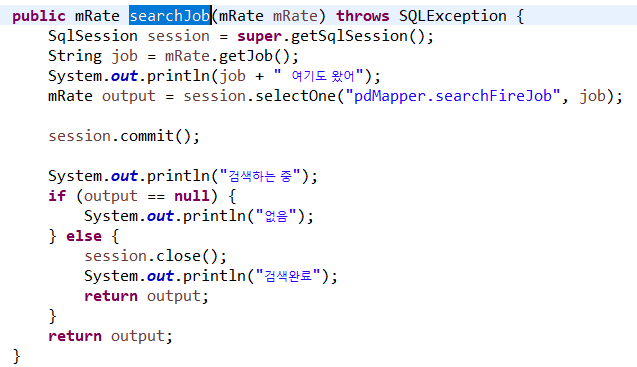 public mRate searchJob(mRate mRate) throws SQLException {
    SqlSession session = super.getSqlSession();
    String job = mRate.getJob();
    System.out.println(job + " 여기도 왔어");
    mRate output = session.selectOne("pdMapper.searchFireJob", job);

    session.commit();

    System.out.println("검색하는 중");
    if (output == null) {
        System.out.println("없음");
    } else {
        session.close();
        System.out.println("검색완료");
        return output;
    }
    return output;
}